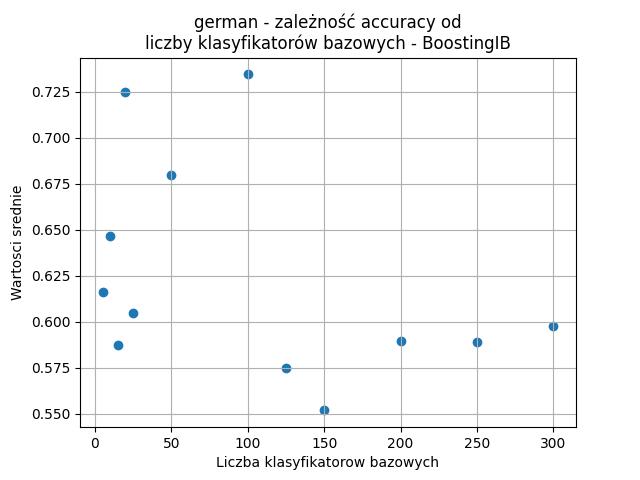 german - zależność accuracy od
liczby klasyfikatorów bazowych - BoostingIB
0.725
0.700
0.675
0.650
0.625
0.600
0.575
0.550
Wartosci srednie
0 50 100 150 200 250 300
Liczba klasyfikatorow bazowych